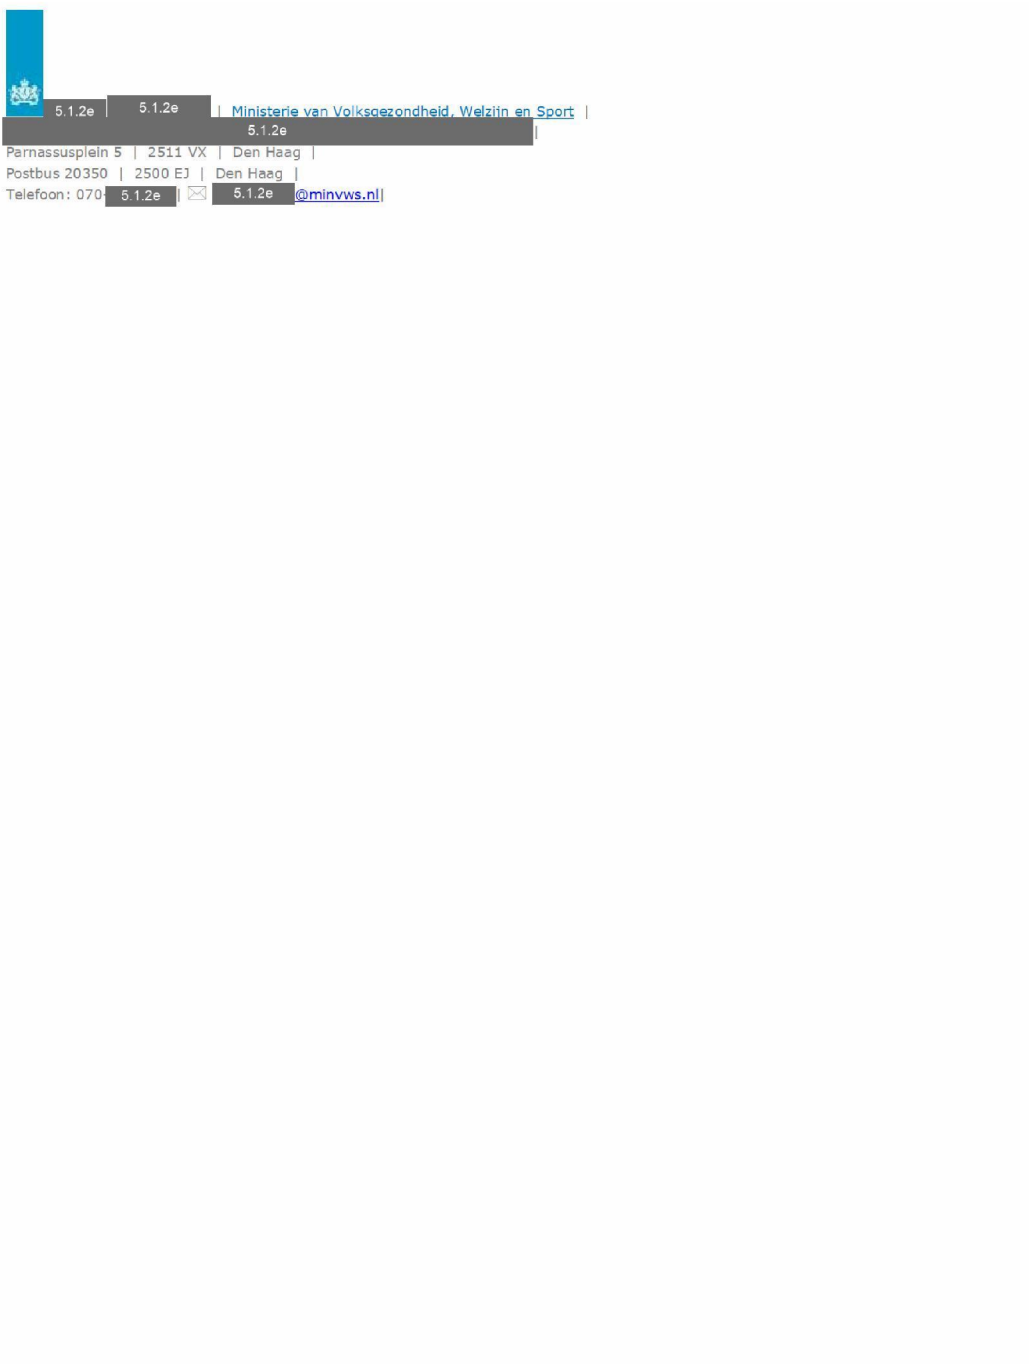 5.1.2e 5.1.2e | Ministerie van Volksgezondheid, Welzijn en Sport |
5.1.2e |
Parnassusplein 5 | 2511 VX | Den Haag |
Postbus 20350 | 2500 EJ | Den Haag |
Telefoon: 070- 5.1.2e | 5.1.2e @minvws.nl|